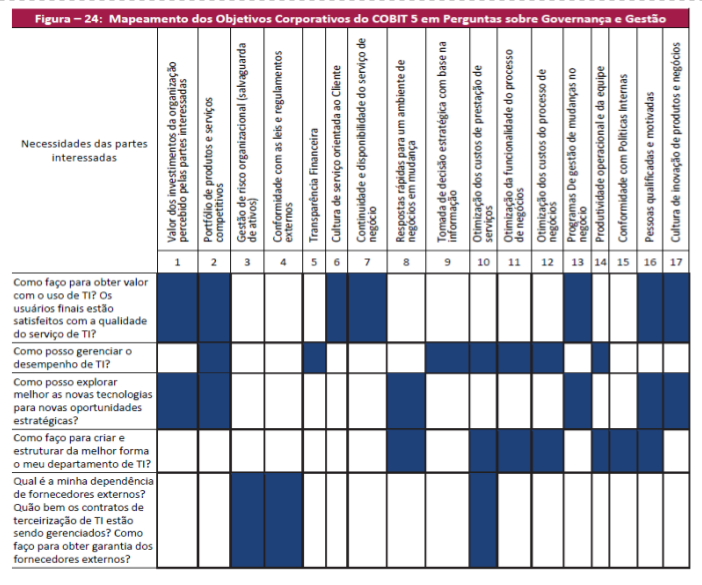 Figura – 24: Mapeamento dos Objetivos Corporativos do COBIT 5 em Perguntas sobre Governança e Gestão
Necessidades das partes
interessadas
Valor dos investimentos da organização
percebido pelas partes interessadas
Portfólio de produtos e serviços
competitivos
Gestão de risco organizacional (salvaguarda
de ativos)
Conformidade com as leis e regulamentos
externos
Transparência Financeira
Cultura de serviço orientada ao Cliente
Continuidade e disponibilidade do serviço de
negócio
Respostas rápidas para um ambiente de
negócios em mudança
Tomada de decisão estratégica com base na
informação
Otimização dos custos de prestação de
serviços
Otimização da funcionalidade do processo
de negócios
Otimização dos custos do processo de
negócios
Programas De gestão de mudanças no
negócio
Produtividade operacional e da equipe
Conformidade com Políticas Internas
Pessoas qualificadas e motivadas
Cultura de inovação de produtos e negócios
1 2 3 4 5 6 7 8 9 10 11 12 13 14 15 16 17
Como faço para obter valor
com o uso de TI? Os
usuários finais estão
satisfeitos com a qualidade
do serviço de TI?
Como posso gerenciar o
desempenho de TI?
Como posso explorar
melhor as novas tecnologias
para novas oportunidades
estratégicas?
Como faço para criar e
estruturar da melhor forma
o meu departamento de TI?
Qual é a minha dependência
de fornecedores externos?
Quão bem os contratos de
terceirização de TI estão
sendo gerenciados? Como
faço para obter garantia dos
fornecedores externos?